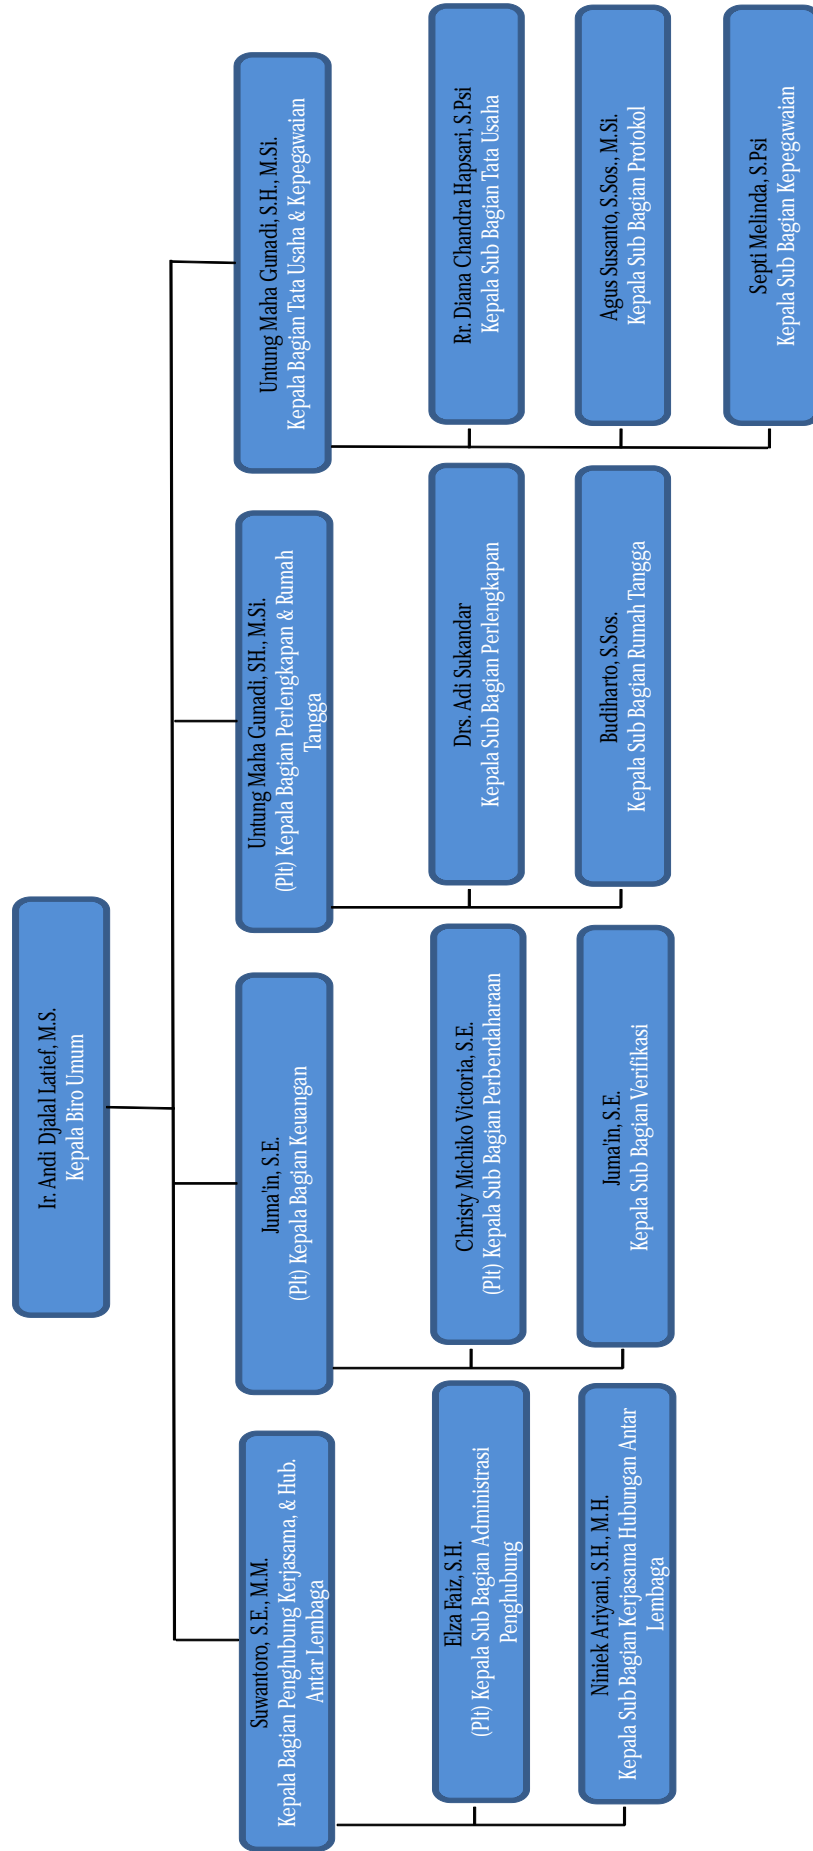 Ir. Andi Djalal Latief, M.S.
Kepala Biro Umum
Suwantoro, S.E., M.M.
Kepala Bagian Penghubung Kerjasama, & Hub.
Antar Lembaga
Elza Faiz, S.H.
(Plt) Kepala Sub Bagian Administrasi
Penghubung
Niniek Ariyani, S.H., M.H.
Kepala Sub Bagian Kerjasama Hubungan Antar
Lembaga
Juma'in, S.E.
(Plt) Kepala Bagian Keuangan
Christy Michiko Victoria, S.E.
(Plt) Kepala Sub Bagian Perbendaharaan
Juma'in, S.E.
Kepala Sub Bagian Verifikasi
Untung Maha Gunadi, SH., M.Si.
(Plt) Kepala Bagian Perlengkapan & Rumah
Tangga
Drs. Adi Sukandar
Kepala Sub Bagian Perlengkapan
Budiharto, S.Sos.
Kepala Sub Bagian Rumah Tangga
Untung Maha Gunadi, S.H., M.Si.
Kepala Bagian Tata Usaha & Kepegawaian
Rr. Diana Chandra Hapsari, S.Psi
Kepala Sub Bagian Tata Usaha
Agus Susanto, S.Sos., M.Si.
Kepala Sub Bagian Protokol
Septi Melinda, S.Psi
Kepala Sub Bagian Kepegawaian